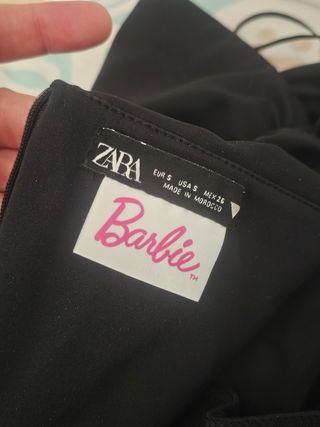 ZARA
EUR S USA S MEX 26
MADE IN MOROCCO
Barbie
TM